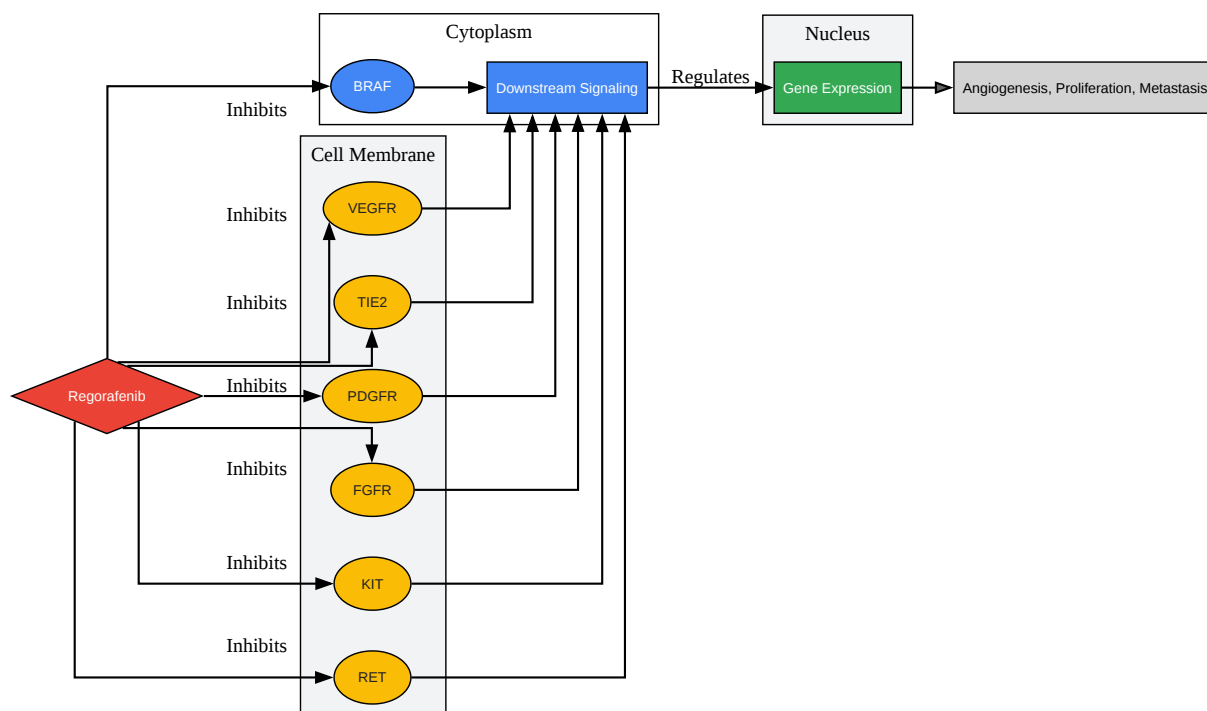 Cytoplasm
Nucleus
BRAF
Downstream Signaling
Regulates
Gene Expression
Angiogenesis, Proliferation, Metastasis
Inhibits
Cell Membrane
Inhibits
VEGFR
Inhibits
TIE2
Regorafenib
Inhibits
PDGFR
Inhibits
FGFR
Inhibits
KIT
Inhibits
RET